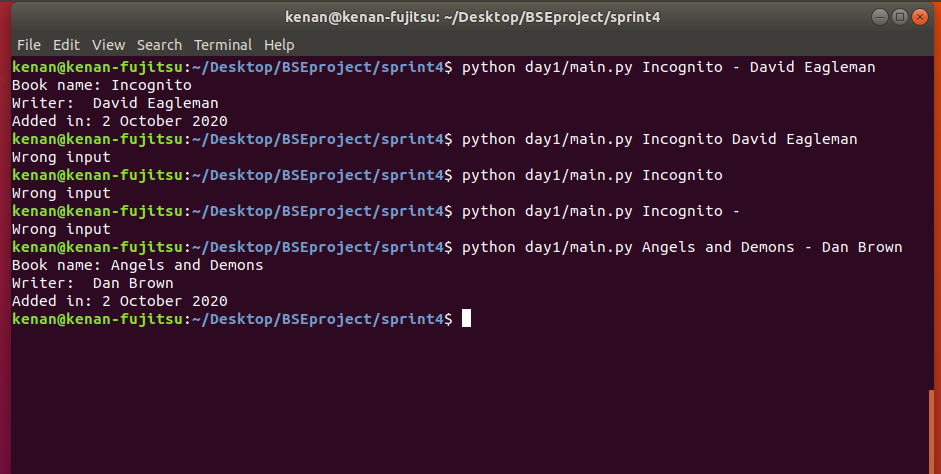 kenan@kenan-fujitsu: ~/Desktop/BSEproject/sprint4
File Edit View Search Terminal Help
kenan@kenan-fujitsu:~/Desktop/BSEproject/sprint4$ python day1/main.py Incognito - David Eagleman
Book name: Incognito
Writer:  David Eagleman
Added in: 2 October 2020
kenan@kenan-fujitsu:~/Desktop/BSEproject/sprint4$ python day1/main.py Incognito David Eagleman
Wrong input
kenan@kenan-fujitsu:~/Desktop/BSEproject/sprint4$ python day1/main.py Incognito
Wrong input
kenan@kenan-fujitsu:~/Desktop/BSEproject/sprint4$ python day1/main.py Incognito -
Wrong input
kenan@kenan-fujitsu:~/Desktop/BSEproject/sprint4$ python day1/main.py Angels and Demons - Dan Brown
Book name: Angels and Demons
Writer:  Dan Brown
Added in: 2 October 2020
kenan@kenan-fujitsu:~/Desktop/BSEproject/sprint4$